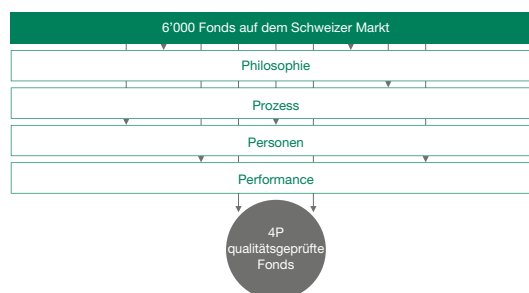 6’000 Fonds auf dem Schweizer Markt
Philosophie
Prozess
Personen
Performance
4P
qualitätsgeprüfte
Fonds